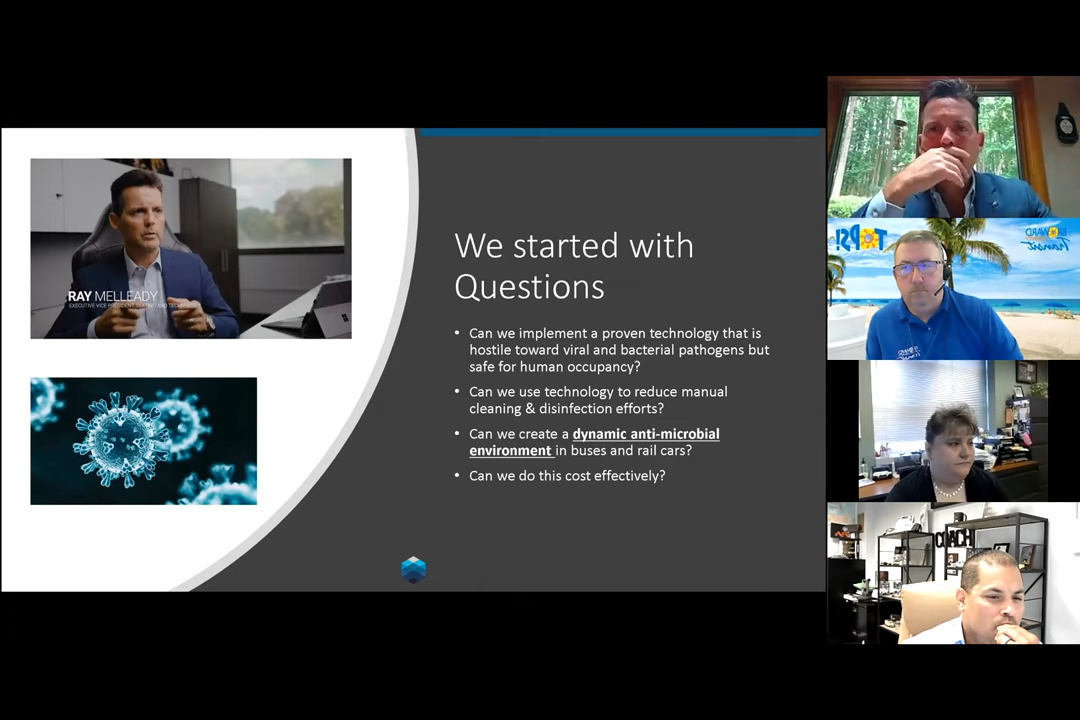 RAY MELLEADY
We started with
Questions
• Can we implement a proven technology that is
hostile toward viral and bacterial pathogens but
safe for human occupancy?
• Can we use technology to reduce manual
cleaning & disinfection efforts?
• Can we create a dynamic anti-microbial
environment in buses and rail cars?
• Can we do this cost effectively?
TOPS!
BROWARD
Transit
COACH